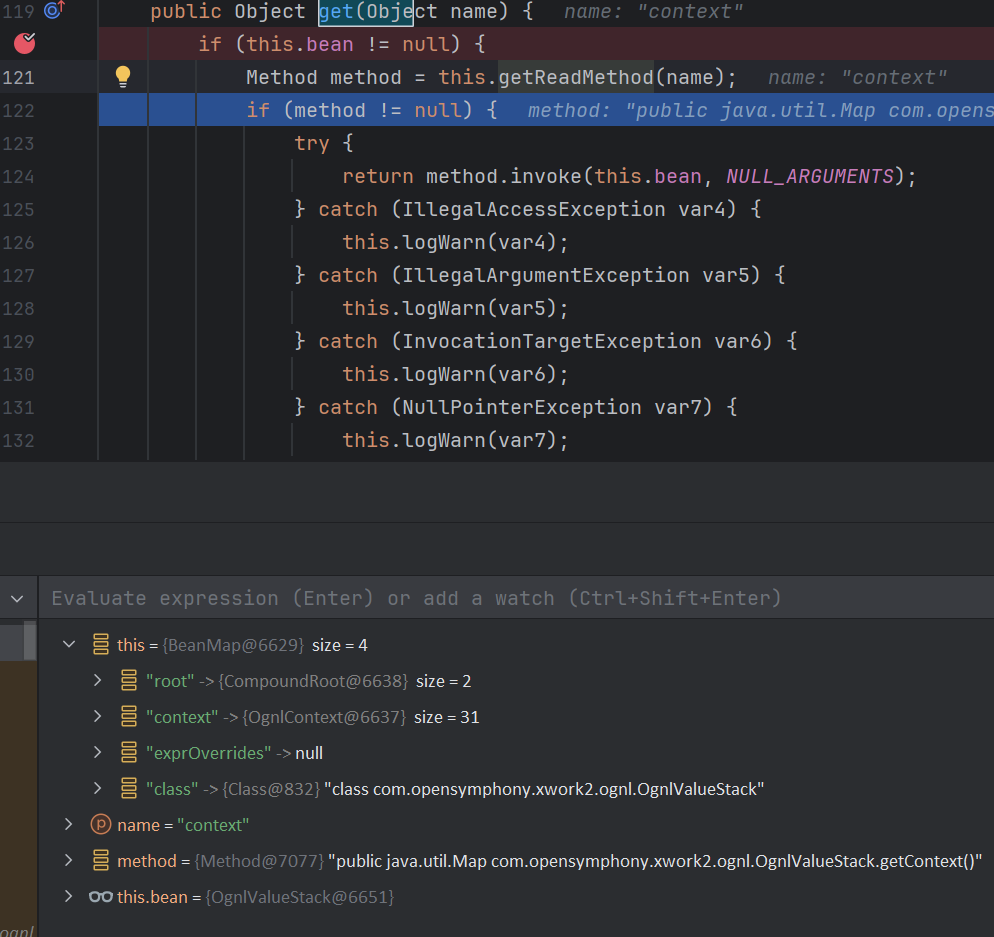 119 public Object get(Object name) { name: "context"
if (this.bean != null) {
121 Method method = this.getReadMethod(name); name: "context"
122 if (method != null) { method: "public java.util.Map com.opens
123 try {
124 return method.invoke(this.bean, NULL_ARGUMENTS);
125 } catch (IllegalAccessException var4) {
126 this.logWarn(var4);
127 } catch (IllegalArgumentException var5) {
128 this.logWarn(var5);
129 } catch (InvocationTargetException var6) {
130 this.logWarn(var6);
131 } catch (NullPointerException var7) {
132 this.logWarn(var7);
Evaluate expression (Enter) or add a watch (Ctrl+Shift+Enter)
this = {BeanMap@6629} size = 4
"root" -> {CompoundRoot@6638} size = 2
"context" -> {OgnlContext@6637} size = 31
"exprOverrides" -> null
"class" -> {Class@832} "class com.opensymphony.xwork2.ognl.OgnlValueStack"
p name = "context"
method = {Method@7077} "public java.util.Map com.opensymphony.xwork2.ognl.OgnlValueStack.getContext()"
this.bean = {OgnlValueStack@6651}
ognl